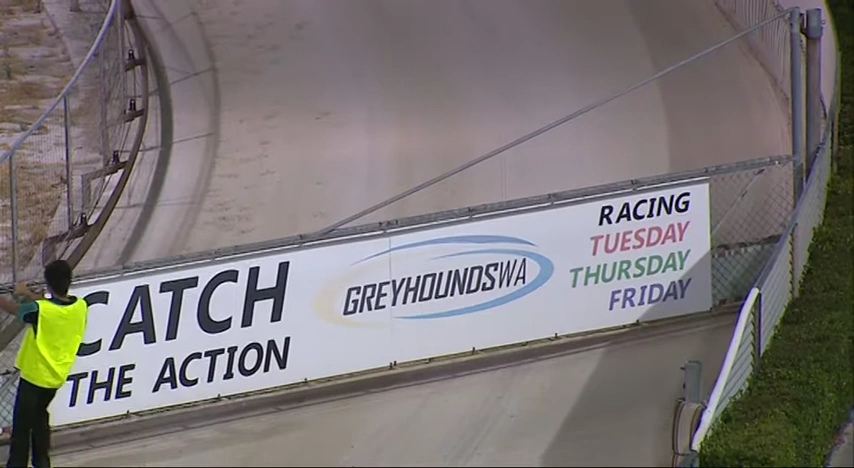 CATCH
THE ACTION
GREYHOUNDSWA
RACING
TUESDAY
THURSDAY
FRIDAY